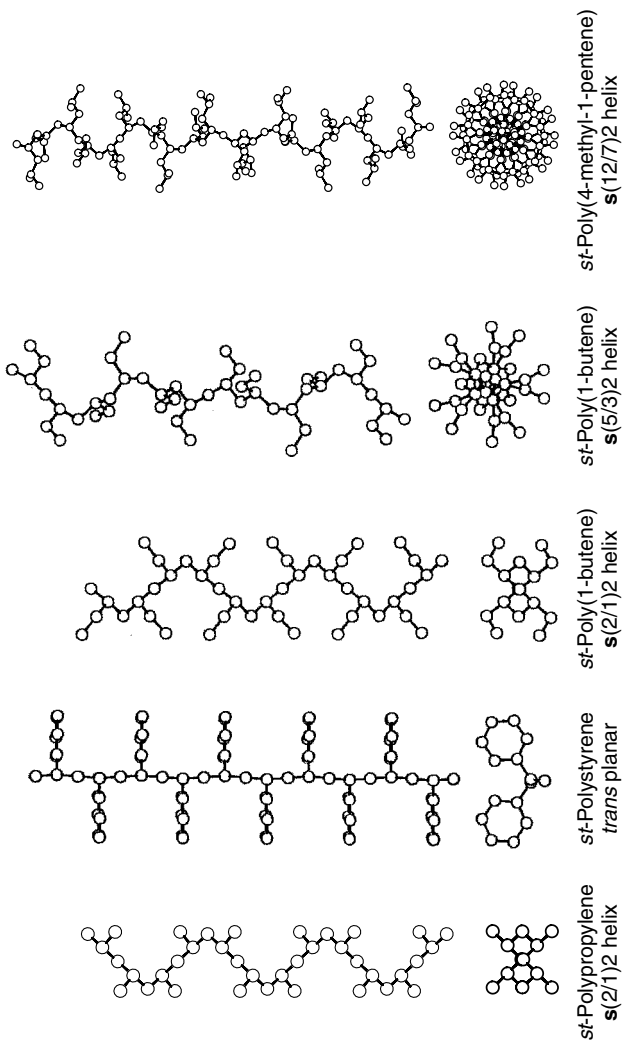 st-Polypropylene
s(2/1)2 helix
st-Polystyrene
trans planar
st-Poly(1-butene)
s(2/1)2 helix
st-Poly(1-butene)
s(5/3)2 helix
st-Poly(4-methyl-1-pentene)
s(12/7)2 helix